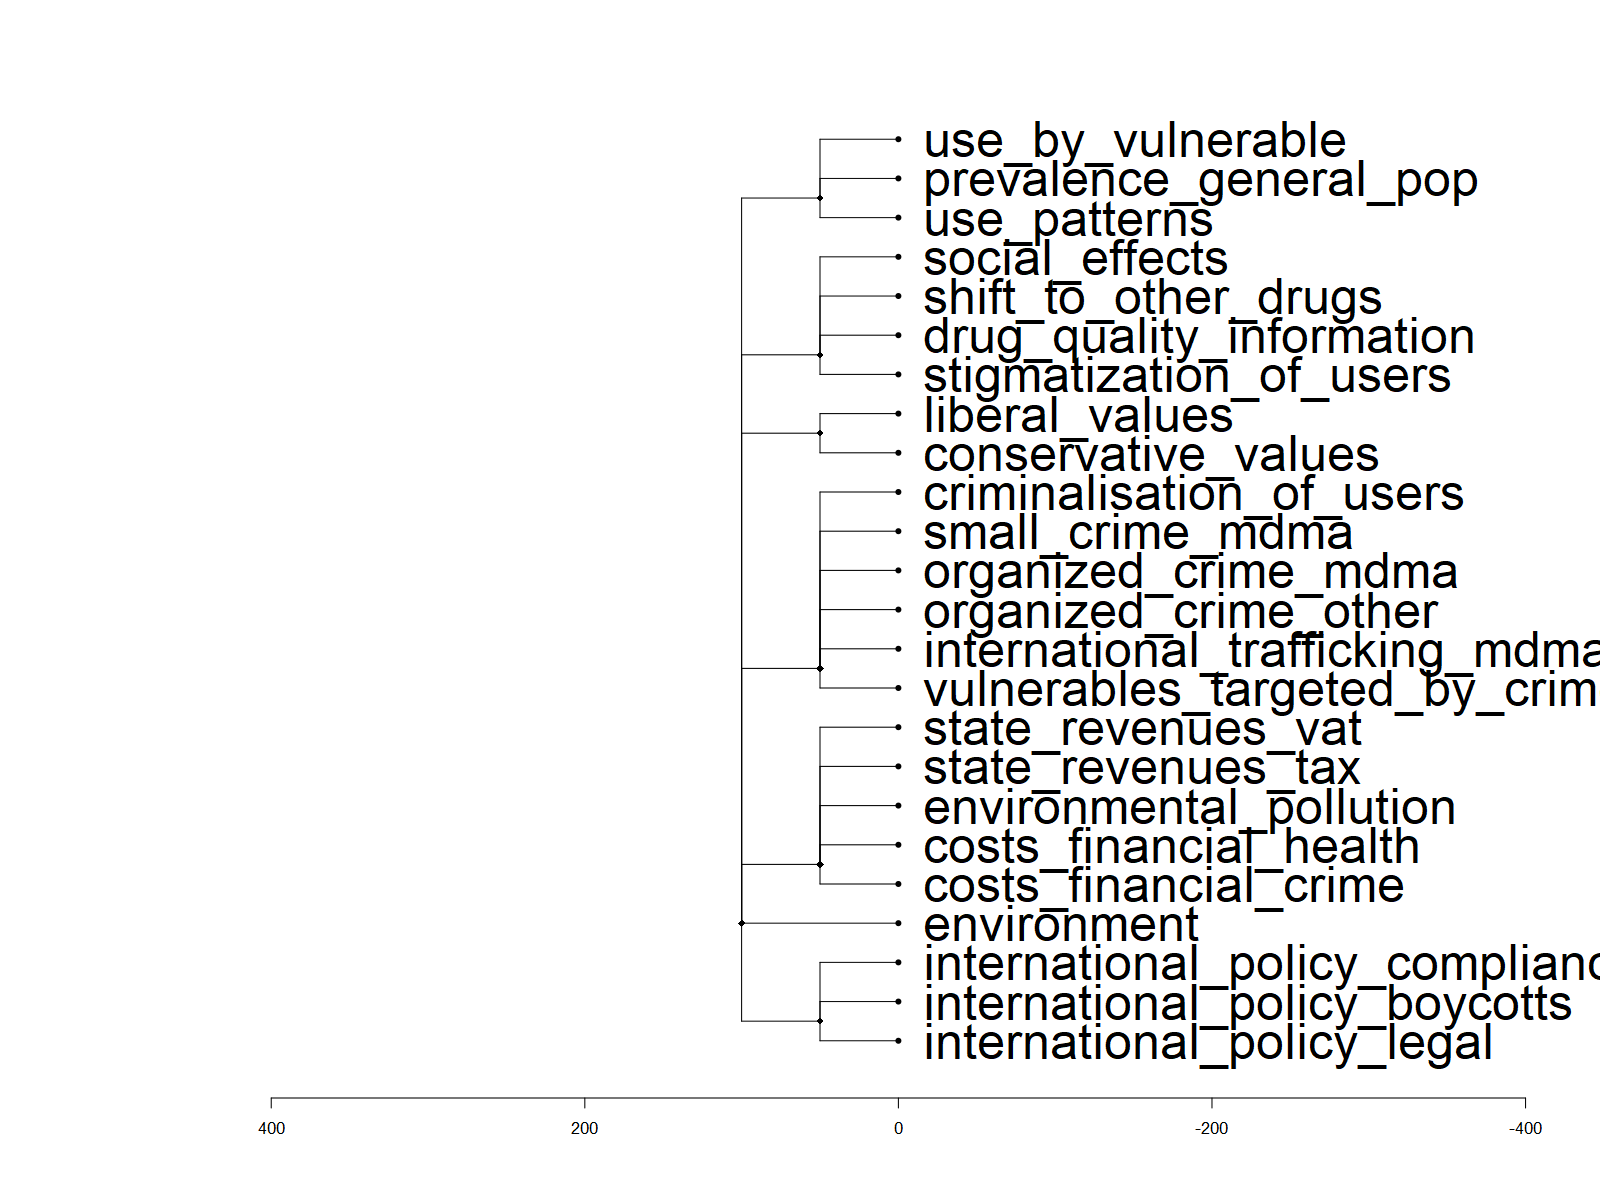 use_by_vulnerable
prevalence_general_pop
use_patterns
social_effects
shift_to_other_drugs
drug_quality_information
stigmatization_of_users
liberal_values
conservative_values
criminalisation_of_users
small_crime_mdma
organized_crime_mdma
organized_crime_other
international_trafficking_mdma
vulnerables_targeted_by_crim
state_revenues_vat
state_revenues_tax
environmental_pollution
costs_financial_health
costs_financial_crime
environment
international_policy_complianc
international_policy_boycotts
international_policy_legal
400 200 0 -200 -400